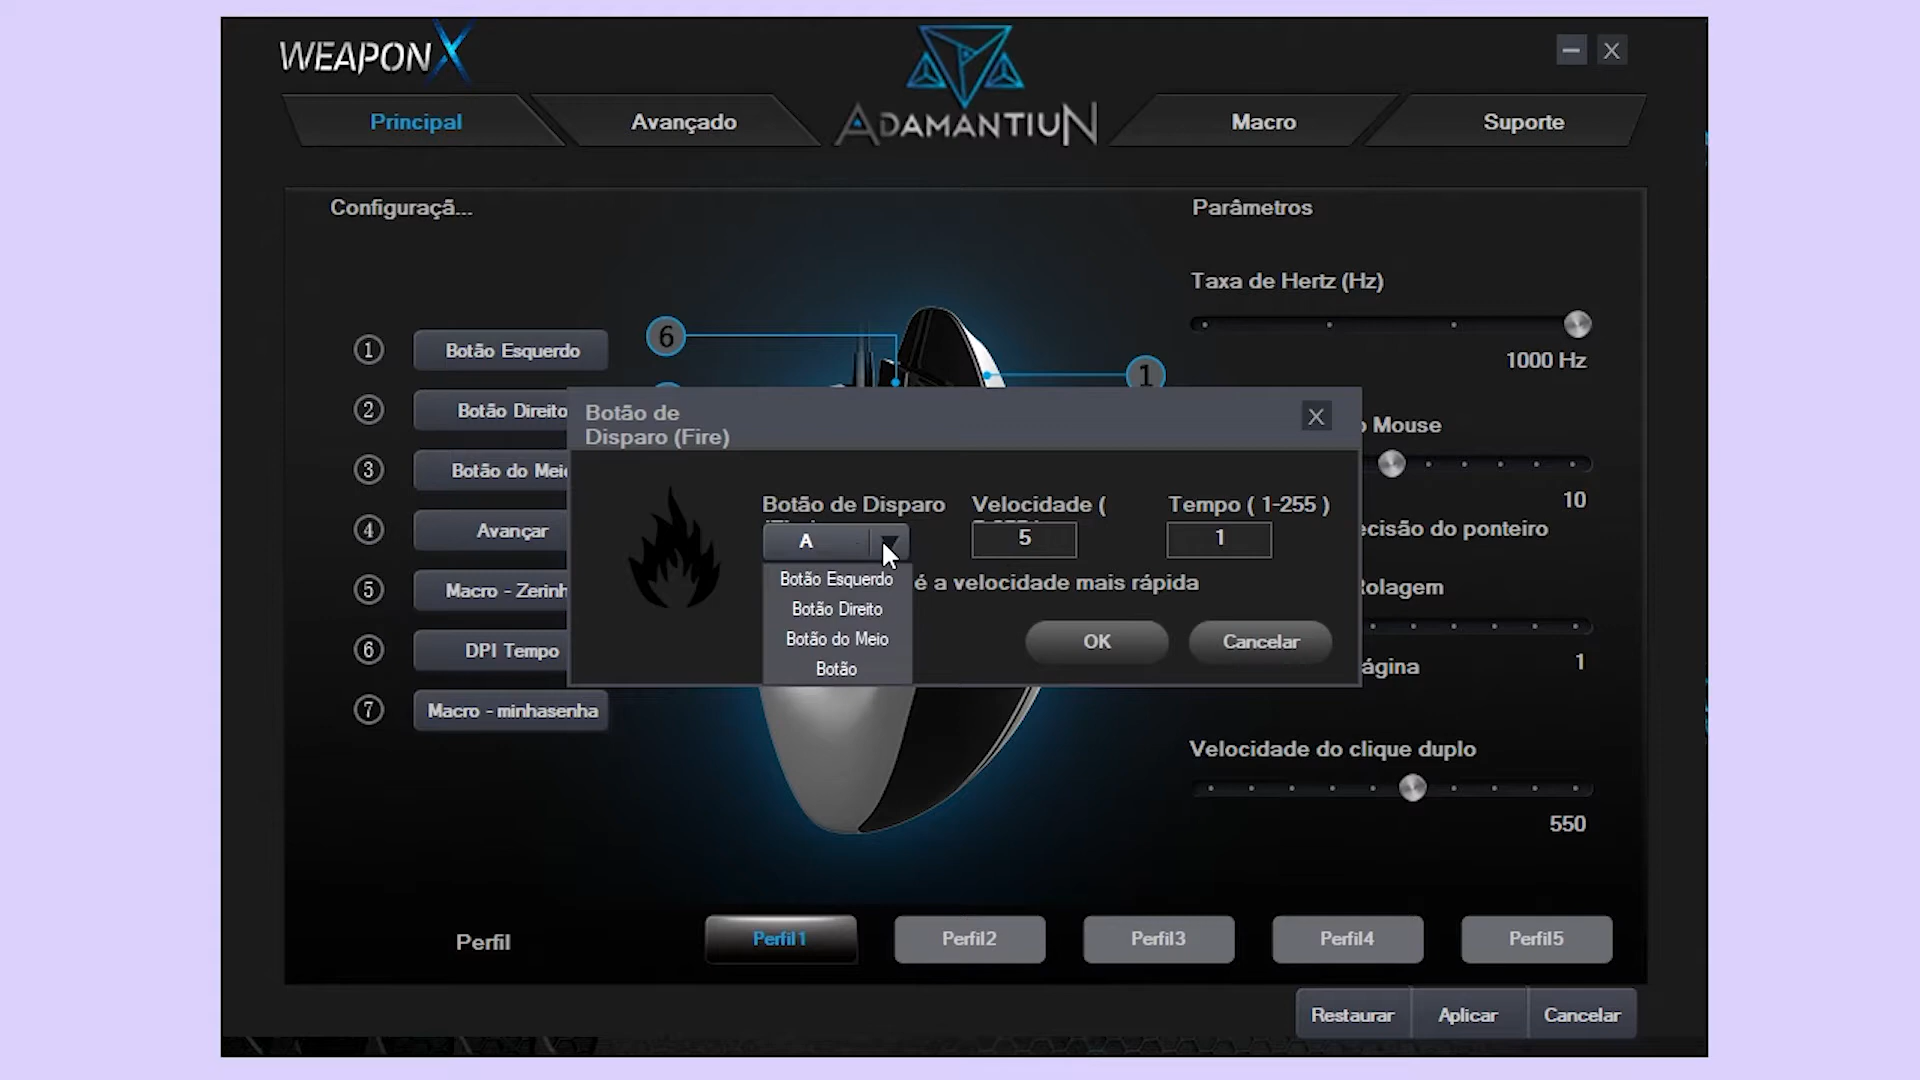 WEAPONX
ADAMANTIUN
Principal
Avançado
Macro
Suporte
Configuraçã...
Parâmetros
Taxa de Hertz (Hz)
1000 Hz
1 Botão Esquerdo
2 Botão Direito
3 Botão do Mei
4 Avançar
5 Macro - Zerinh
6 DPI Tempo
7 Macro - minhasenha
6
1
Botão de
Disparo (Fire)
X
Botão de Disparo
Velocidade (
Tempo ( 1-255 )
A
5
1
Botão Esquerdo
Botão Direito
Botão do Meio
Botão
é a velocidade mais rápida
OK
Cancelar
Mouse
10
ecisão do ponteiro
Rolagem
1
ágina
Velocidade do clique duplo
550
Perfil
Perfil1
Perfil2
Perfil3
Perfil4
Perfil5
Restaurar
Aplicar
Cancelar